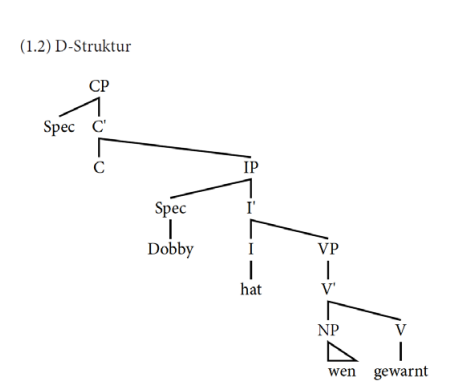 (1.2) D-Struktur
CP
Spec C'
C IP
Spec I'
Dobby I VP
hat V'
NP V
wen gewarnt